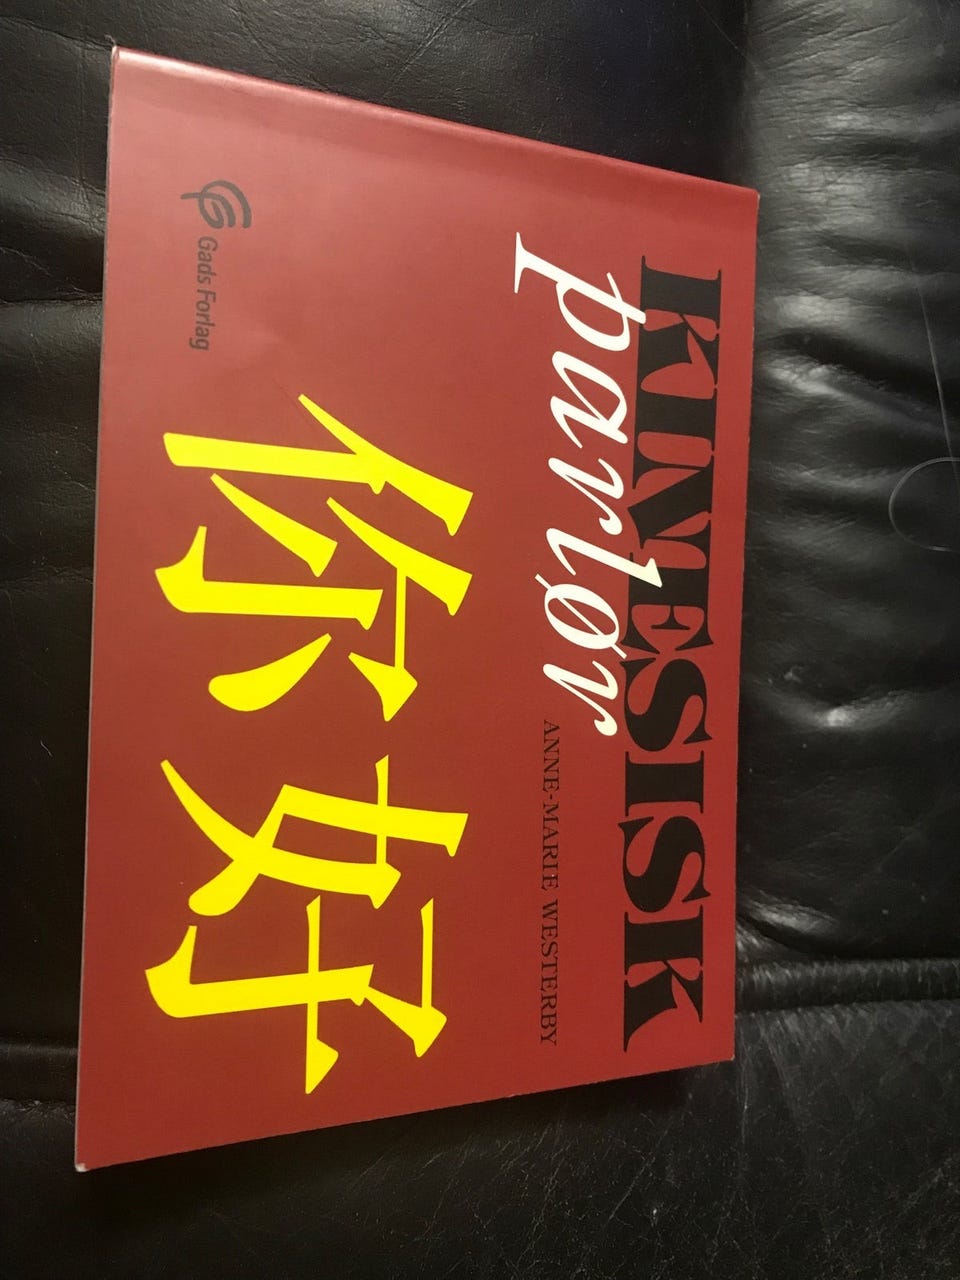 KINESISK
parlør
ANNE-MARIE WESTERBY
你好
Gads Forlag